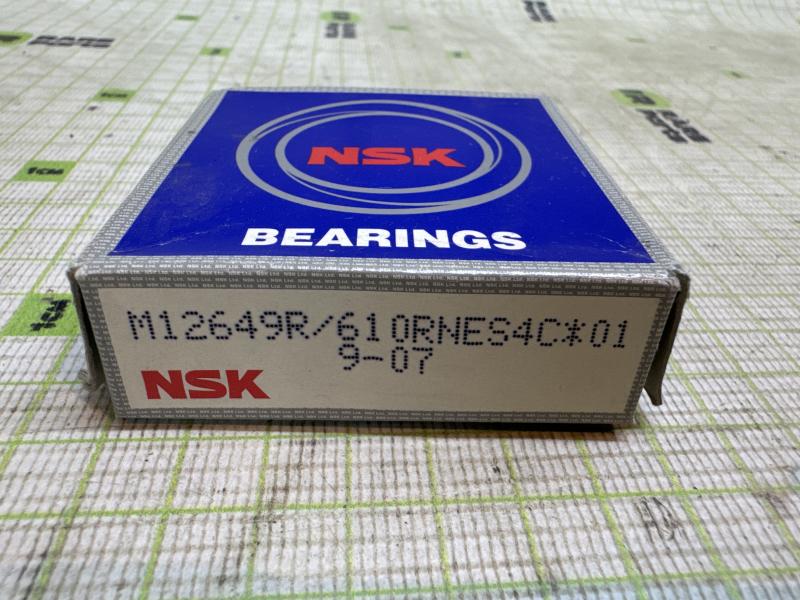 NSK
BEARINGS
M12649R/610RNES4C*01
9-07
NSK